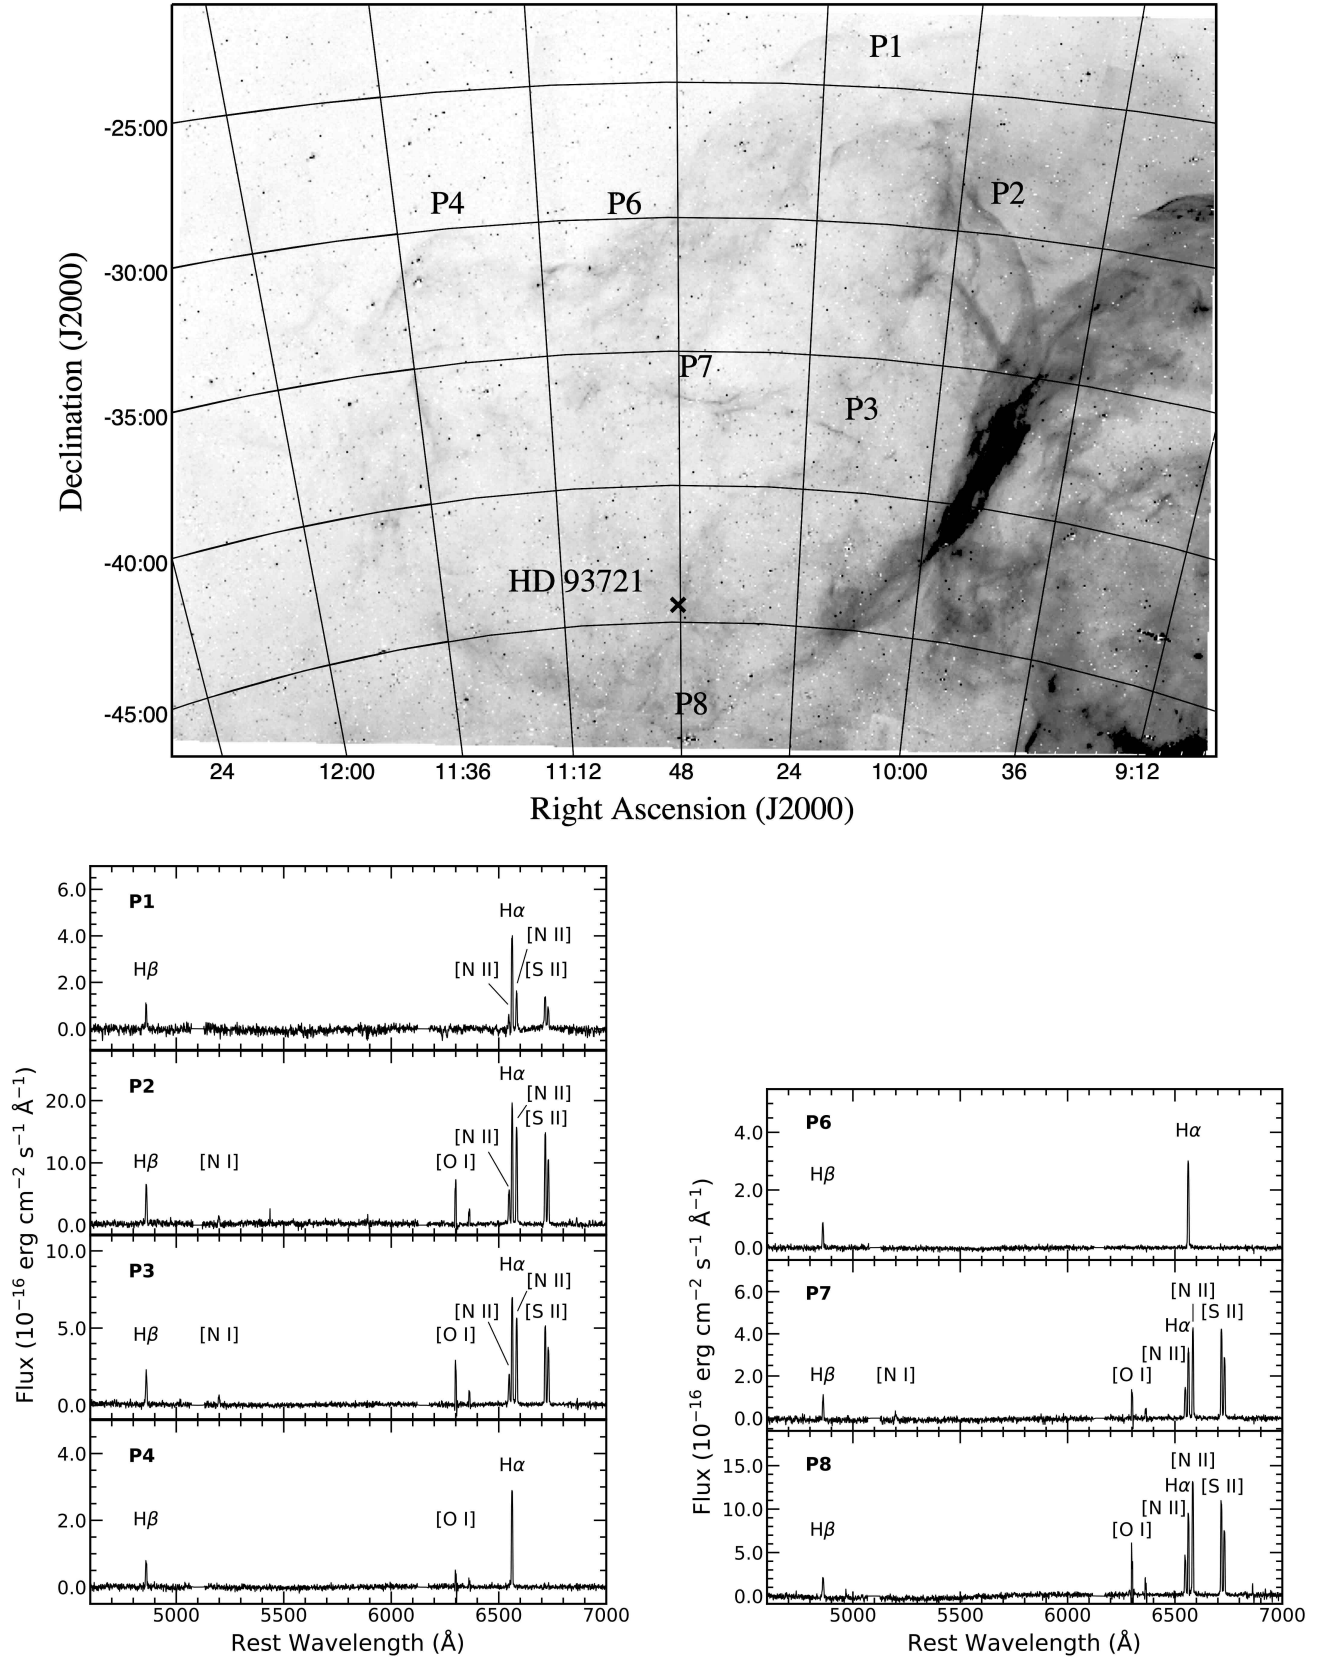 P1
-25:00
P4
P6
P2
-30:00
P7
-35:00
P3
-40:00
HD 93721
P8
-45:00
Declination (J2000)
24 12:00 11:36 11:12 48 24 10:00 36 9:12
Right Ascension (J2000)
Flux (10−16 erg cm−2 s−1 Å−1)
6.0
P1
Hα
4.0
[N II]
Hβ
[N II]
[S II]
2.0
0.0
P2
Hα
20.0
[N II]
[S II]
[N II]
10.0
Hβ
[N I]
[O I]
0.0
10.0
P3
Hα
[N II]
[N II]
[S II]
5.0
Hβ
[N I]
[O I]
0.0
4.0
P4
Hα
2.0
Hβ
[O I]
0.0
5000 5500 6000 6500 7000
Rest Wavelength (Å)
Flux (10−16 erg cm−2 s−1 Å−1)
P6
4.0
Hα
Hβ
2.0
0.0
6.0
P7
[N II]
[S II]
4.0
Hα
[N II]
2.0
Hβ
[N I]
[O I]
0.0
15.0
P8
[N II]
Hα
[S II]
10.0
[N II]
Hβ
[O I]
5.0
0.0
5000 5500 6000 6500 7000
Rest Wavelength (Å)